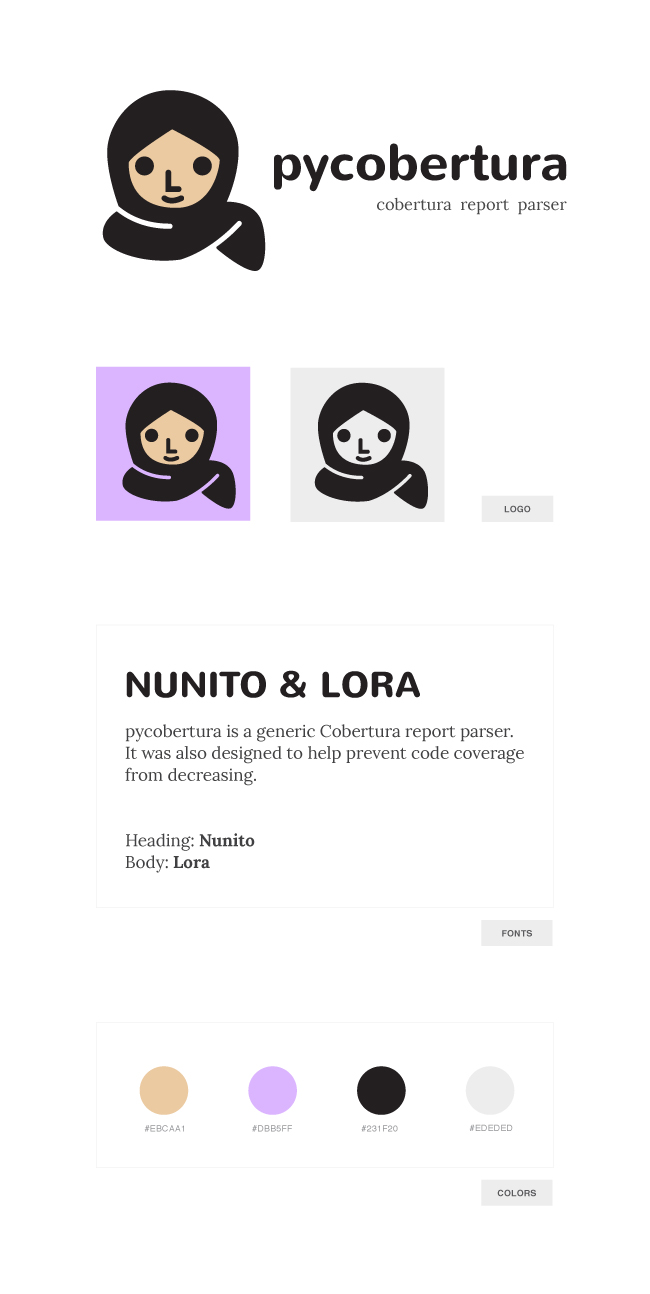 pycobertura
cobertura report parser
LOGO
NUNITO & LORA
pycobertura is a generic Cobertura report parser.
It was also designed to help prevent code coverage
from decreasing.
Heading: Nunito
Body: Lora
FONTS
#EBCAA1
#DBB5FF
#231F20
#EDEDED
COLORS